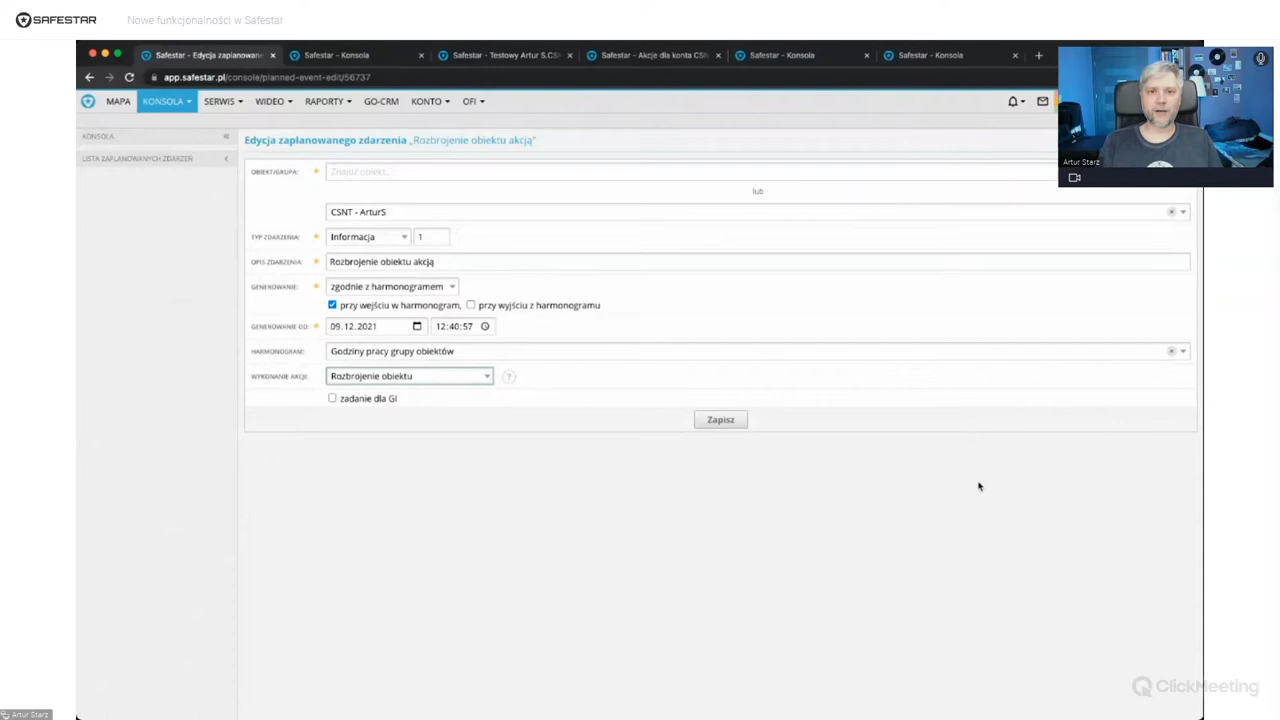 SAFESTAR Nowe funkcjonalności w Safestar
Safestar - Edycja zaplanowane
Safestar - Konsola
Safestar - Testowy Artur S.CS
Safestar - Akcje dla konta CSN
Safestar - Konsola
Safestar - Konsola
app.safestar.pl/console/planned-event-edit/56737
MAPA KONSOLA SERWIS WIDEO RAPORTY GO-CRM KONTO OFI
KONSOLA
LISTA ZAPLANOWANYCH ZDARZEŃ
Edycja zaplanowanego zdarzenia „Rozbrojenie obiektu akcją”
OBIEKT/GRUPA: Znajdź obiekt...
lub
CSNT - ArturS
TYP ZDARZENIA: Informacja 1
OPIS ZDARZENIA: Rozbrojenie obiektu akcją
GENEROWANIE: zgodnie z harmonogramem
przy wejściu w harmonogram, przy wyjściu z harmonogramu
GENEROWANIE OD: 09.12.2021 12:40:57
HARMONOGRAM: Godziny pracy grupy obiektów
WYKONANIE AKCJI: Rozbrojenie obiektu ?
zadanie dla GI
Zapisz
Artur Starz
ClickMeeting
Artur Starz